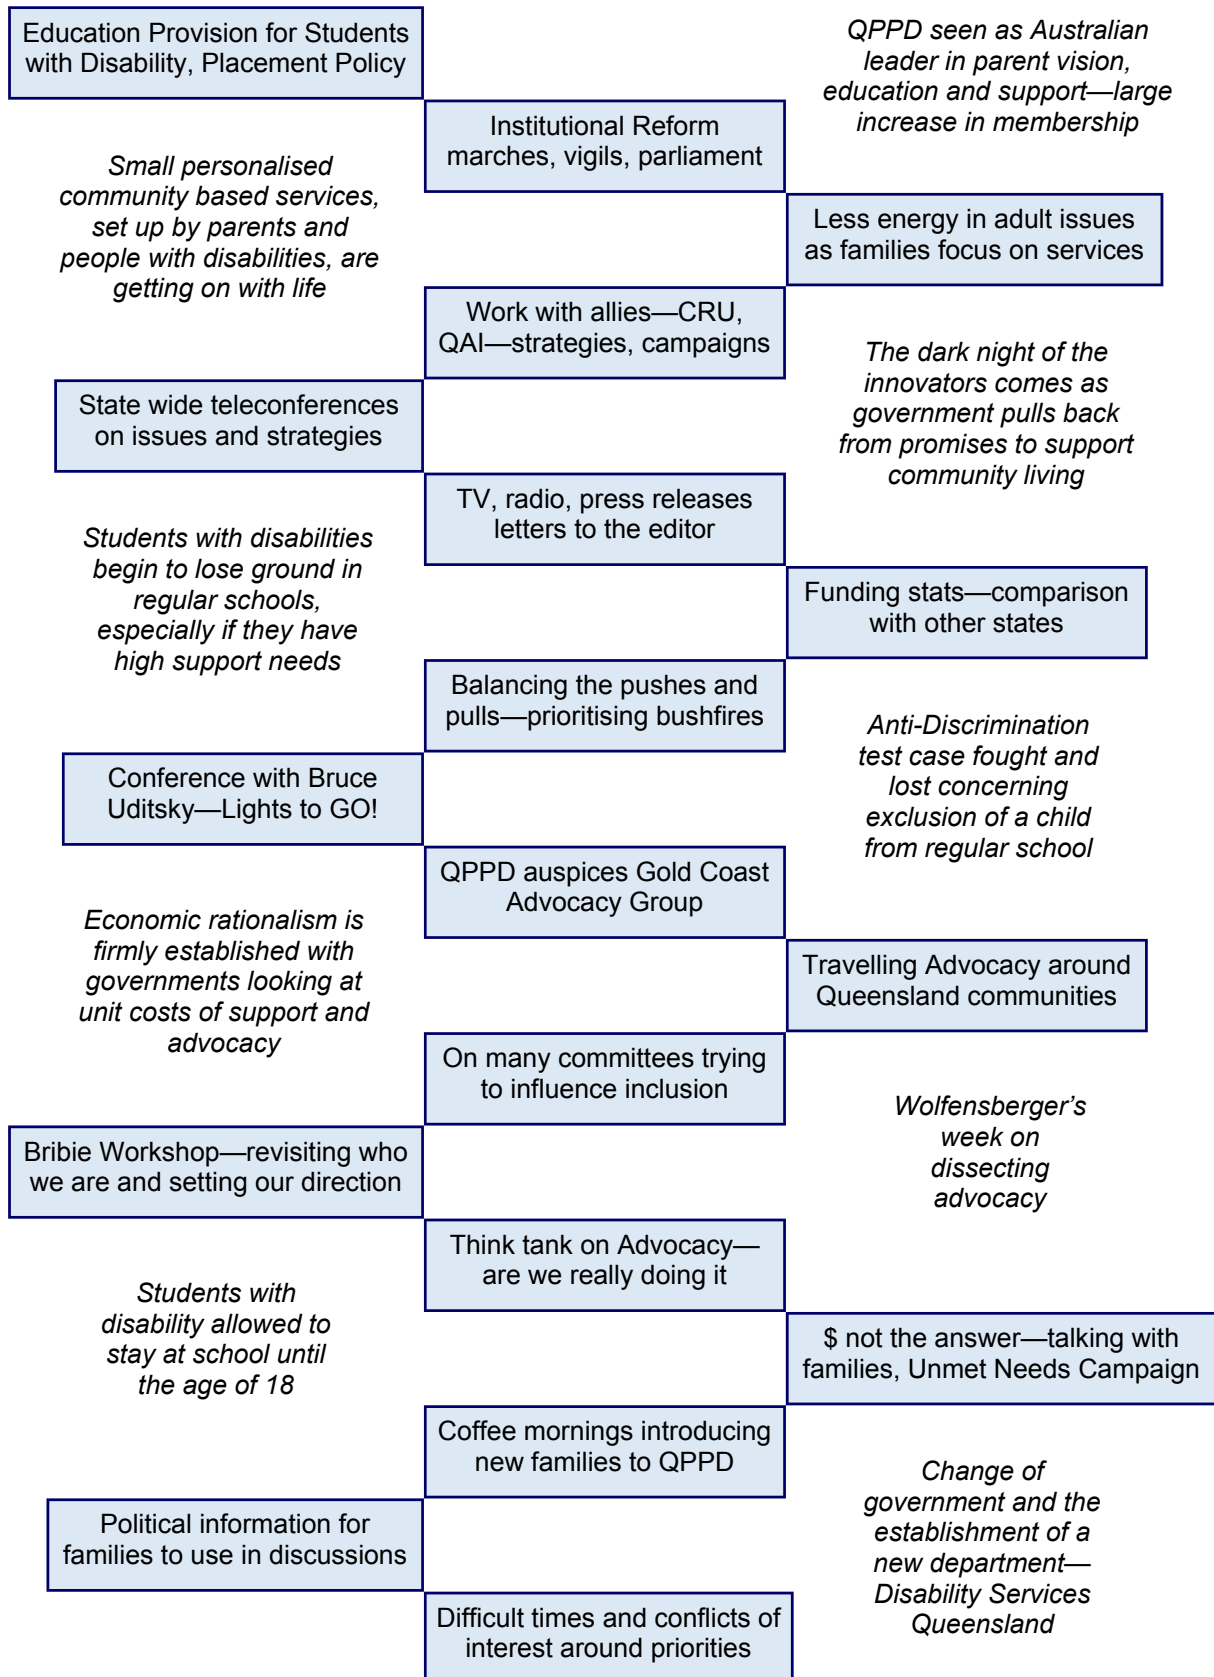 Education Provision for Students
with Disability, Placement Policy
QPPD seen as Australian
leader in parent vision,
education and support—large
increase in membership
Institutional Reform
marches, vigils, parliament
Small personalised
community based services,
set up by parents and
people with disabilities, are
getting on with life
Less energy in adult issues
as families focus on services
Work with allies—CRU,
QAI—strategies, campaigns
The dark night of the
innovators comes as
government pulls back
from promises to support
community living
State wide teleconferences
on issues and strategies
TV, radio, press releases
letters to the editor
Students with disabilities
begin to lose ground in
regular schools,
especially if they have
high support needs
Funding stats—comparison
with other states
Balancing the pushes and
pulls—prioritising bushfires
Anti-Discrimination
test case fought and
lost concerning
exclusion of a child
from regular school
Conference with Bruce
Uditsky—Lights to GO!
QPPD auspices Gold Coast
Advocacy Group
Economic rationalism is
firmly established with
governments looking at
unit costs of support and
advocacy
Travelling Advocacy around
Queensland communities
On many committees trying
to influence inclusion
Wolfensberger's
week on
dissecting
advocacy
Bribie Workshop—revisiting who
we are and setting our direction
Think tank on Advocacy—
are we really doing it
Students with
disability allowed to
stay at school until
the age of 18
$ not the answer—talking with
families, Unmet Needs Campaign
Coffee mornings introducing
new families to QPPD
Change of
government and the
establishment of a
new department—
Disability Services
Queensland
Political information for
families to use in discussions
Difficult times and conflicts of
interest around priorities